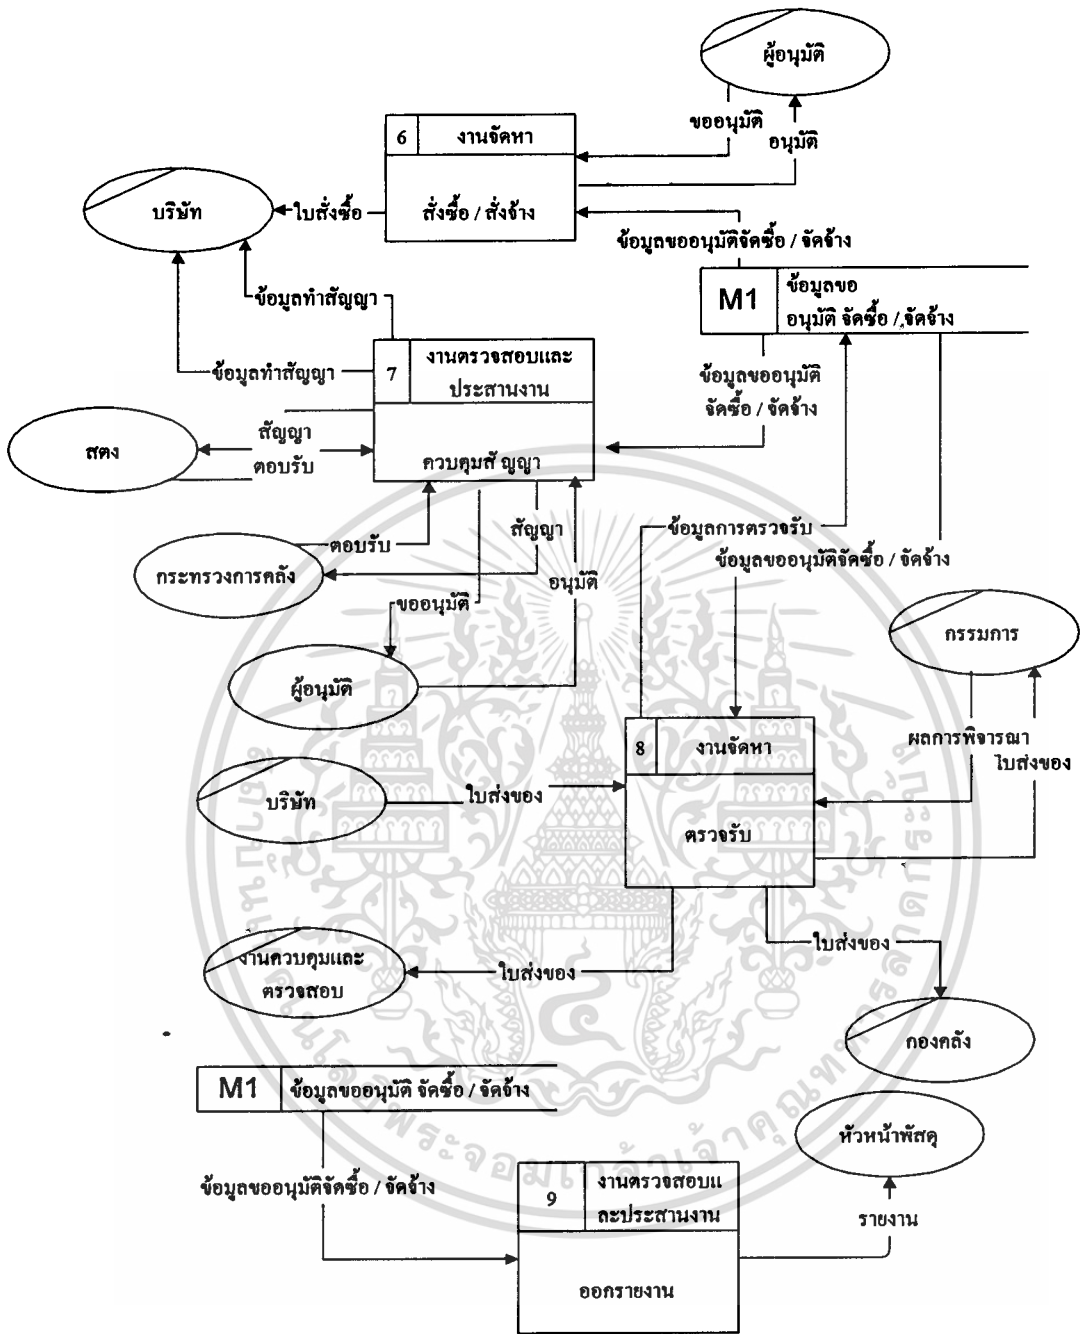 ผู้อนุมัติ
ขออนุมัติ
อนุมัติ
6 งานจัดหา
สั่งซื้อ / สั่งจ้าง
บริษัท
ใบสั่งซื้อ
ข้อมูลขออนุมัติจัดซื้อ / จัดจ้าง
M1 ข้อมูลขอ
อนุมัติ จัดซื้อ / จัดจ้าง
ข้อมูลทำสัญญา
ข้อมูลทำสัญญา
7 งานตรวจสอบและ
ประสานงาน
ควบคุมสัญญา
ข้อมูลขออนุมัติ
จัดซื้อ / จัดจ้าง
สตง
สัญญา
ตอบรับ
กระทรวงการคลัง
ตอบรับ
สัญญา
ขออนุมัติ
อนุมัติ
ผู้อนุมัติ
ข้อมูลการตรวจรับ
ข้อมูลขออนุมัติจัดซื้อ / จัดจ้าง
กรรมการ
ผลการพิจารณา
ใบส่งของ
8 งานจัดหา
ตรวจรับ
บริษัท
ใบส่งของ
งานควบคุมและ
ตรวจสอบ
ใบส่งของ
ใบส่งของ
กองคลัง
M1 ข้อมูลขออนุมัติ จัดซื้อ / จัดจ้าง
ข้อมูลขออนุมัติจัดซื้อ / จัดจ้าง
9 งานตรวจสอบแ
ละประสานงาน
ออกรายงาน
หัวหน้าพัสดุ
รายงาน